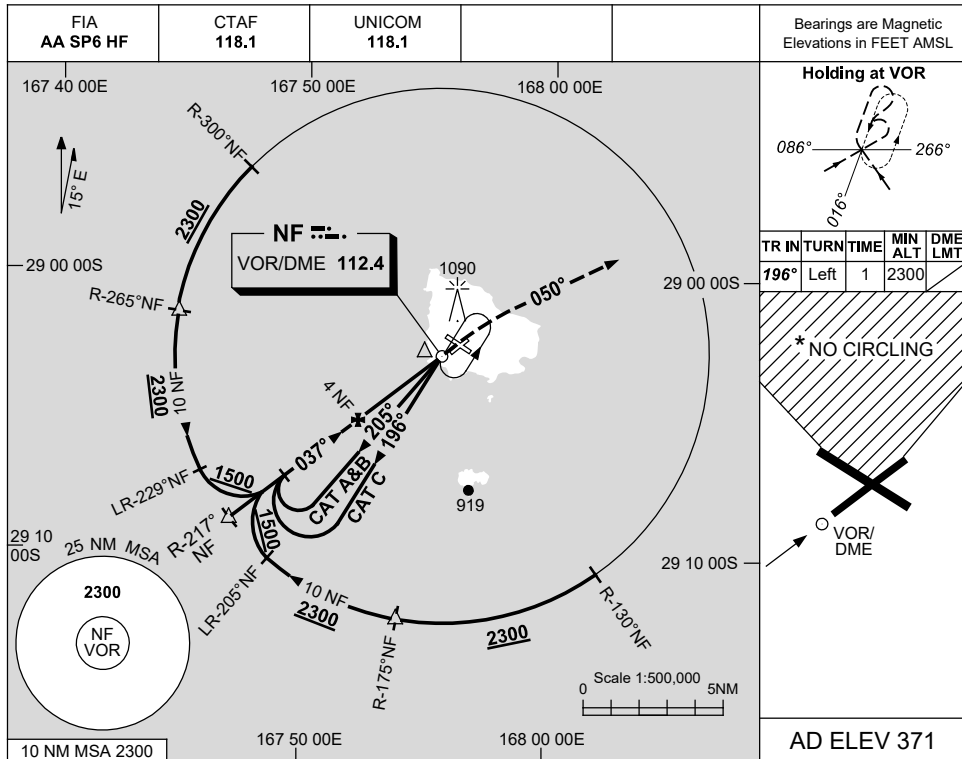 FIA
AA SP6 HF
CTAF
118.1
UNICOM
118.1
Bearings are Magnetic
Elevations in FEET AMSL
167 40 00E
167 50 00E
168 00 00E
15° E
R-300°NF
2300
NF
VOR/DME 112.4
1090
050°
29 00 00S
29 00 00S
R-265°NF
2300
10 NF
4 NF
037°
205°
196°
CAT A&B
CAT C
LR-229°NF
1500
1500
R-217°
NF
919
29 10
00S
29 10 00S
25 NM MSA
2300
NF
VOR
LR-205°NF
10 NF
2300
2300
R-175°NF
R-130°NF
Scale 1:500,000
0
5NM
10 NM MSA 2300
167 50 00E
168 00 00E
Holding at VOR
086°
266°
016°
TR IN TURN TIME MIN ALT DME LMT
196° Left 1 2300
* NO CIRCLING
VOR/
DME
AD ELEV 371